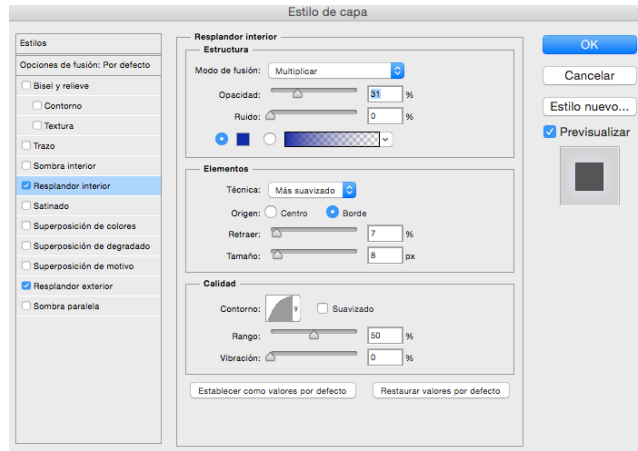 Estilo de capa
Estilos
Opciones de fusión: Por defecto
Bisel y relieve
Contorno
Textura
Trazo
Sombra interior
Resplandor interior
Satinado
Superposición de colores
Superposición de degradado
Superposición de motivo
Resplandor exterior
Sombra paralela
Resplandor interior
Estructura
Modo de fusión: Multiplicar
Opacidad: 31 %
Ruido: 0 %
Elementos
Técnica: Más suavizado
Origen: Centro Borde
Retraer: 7 %
Tamaño: 8 px
Calidad
Contorno: Suavizado
Rango: 50 %
Vibración: 0 %
Establecer como valores por defecto Restaurar valores por defecto
OK
Cancelar
Estilo nuevo...
Previsualizar